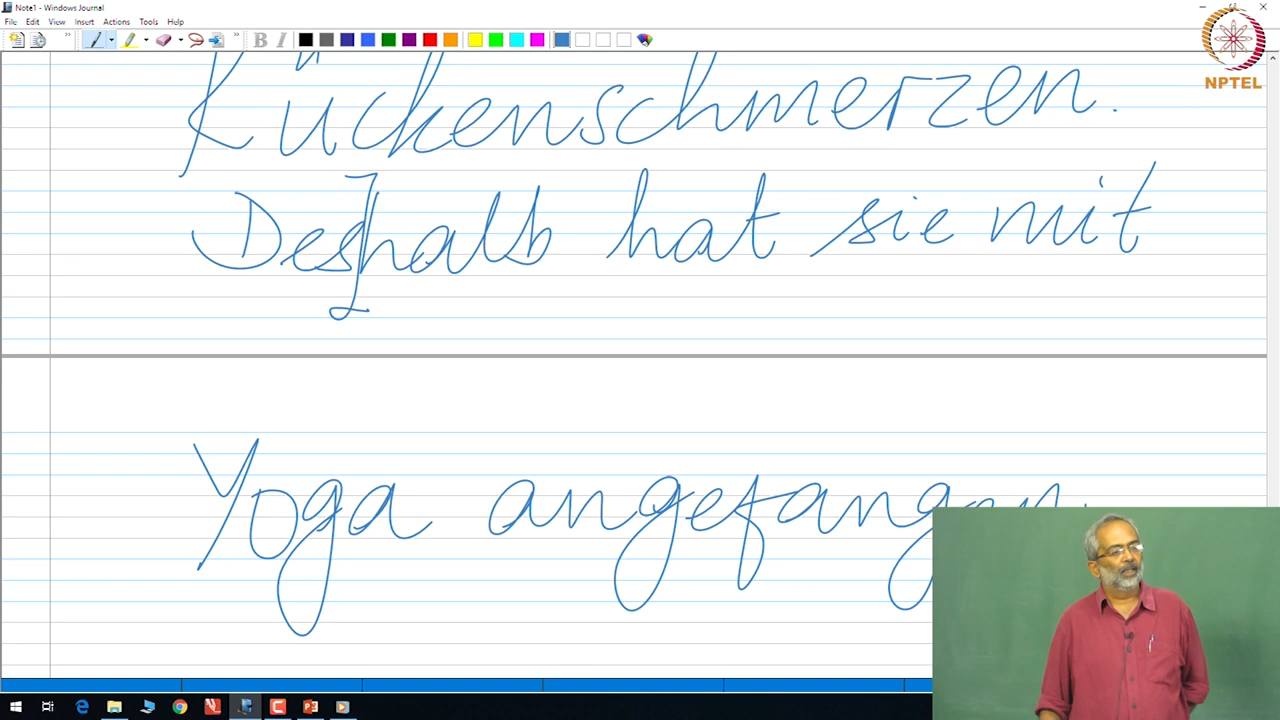 Note1 - Windows Journal
File Edit View Insert Actions Tools Help
B I
NPTEL
Rückenschmerzen.
Deshalb hat sie mit
Yoga angefangen.